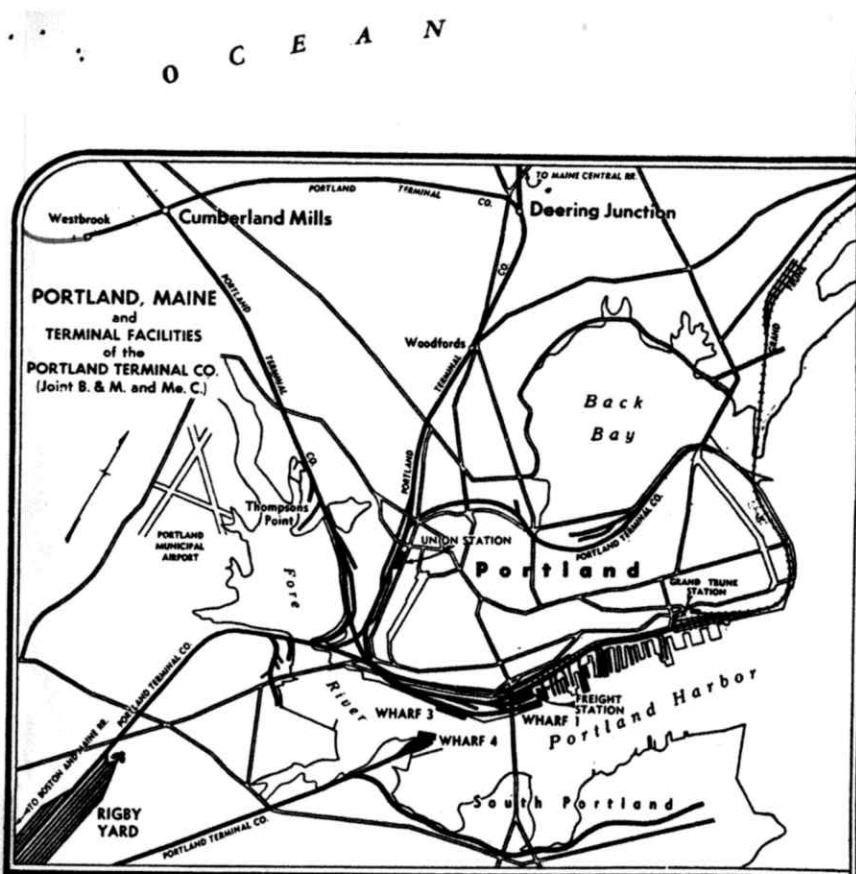 OCEAN
TO MAINE CENTRAL RR.
PORTLAND TERMINAL CO.
Westbrook
Cumberland Mills
Deering Junction
PORTLAND TERMINAL CO.
PORTLAND, MAINE
and
TERMINAL FACILITIES
of the
PORTLAND TERMINAL CO.
(Joint B. & M. and Me. C.)
GRAND TRUNK
Woodfords
PORTLAND TERMINAL CO.
Back
Bay
Thompsons
Point
PORTLAND
MUNICIPAL
AIRPORT
UNION STATION
PORTLAND TERMINAL CO.
Portland
GRAND TRUNK
STATION
Fore
River
PORTLAND TERMINAL CO.
TO BOSTON AND MAINE RR.
WHARF 3
WHARF 1
FREIGHT
STATION
Portland Harbor
WHARF 4
RIGBY
YARD
South Portland
PORTLAND TERMINAL CO.